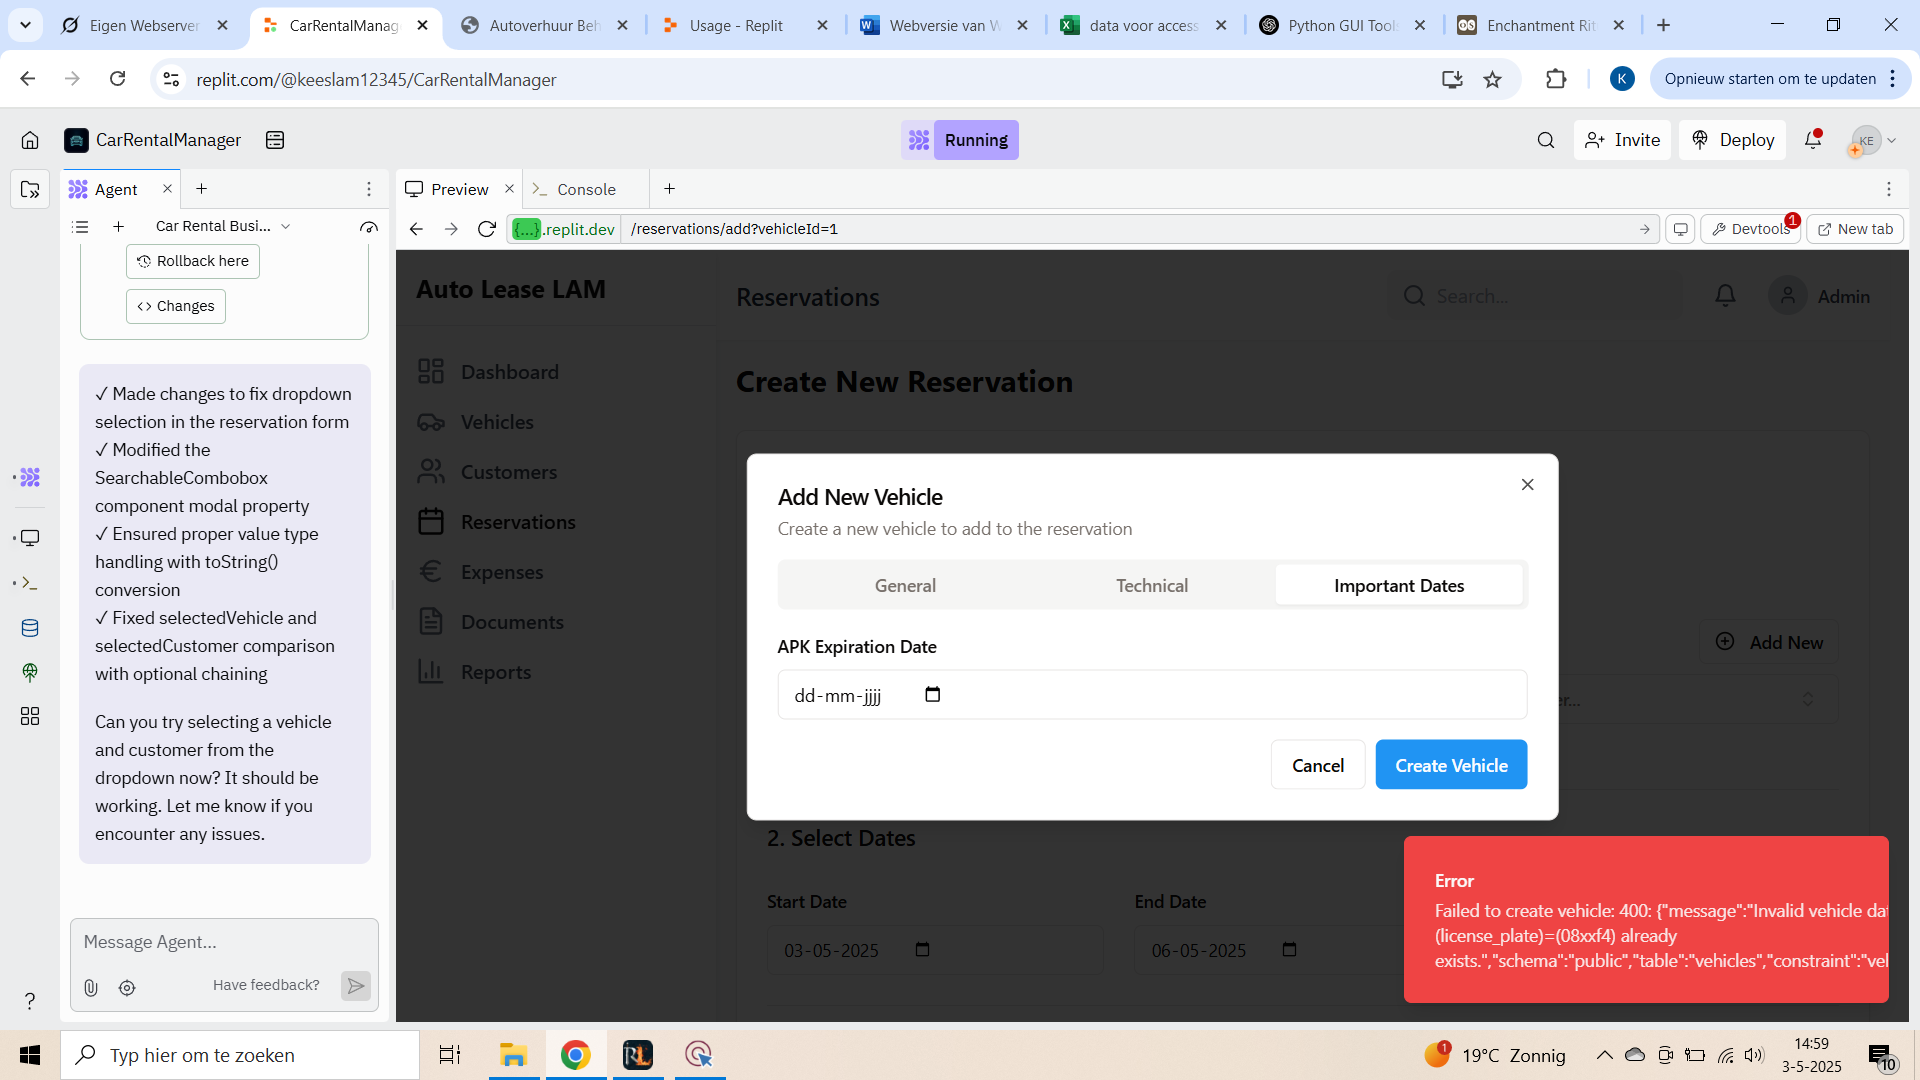 Eigen Webserver
CarRentalManag
Autoverhuur Beh
Usage - Replit
Webversie van W
data voor access
Python GUI Tools
Enchantment Rit
replit.com/@keeslam12345/CarRentalManager
K
Opnieuw starten om te updaten
CarRentalManager
Running
Invite
Deploy
KE
Agent
Preview
Console
Car Rental Busi...
{...}.replit.dev
/reservations/add?vehicleId=1
Devtools
1
New tab
Rollback here
<> Changes
✓ Made changes to fix dropdown
selection in the reservation form
✓ Modified the
SearchableCombobox
component modal property
✓ Ensured proper value type
handling with toString()
conversion
✓ Fixed selectedVehicle and
selectedCustomer comparison
with optional chaining
Can you try selecting a vehicle
and customer from the
dropdown now? It should be
working. Let me know if you
encounter any issues.
Message Agent...
Have feedback?
?
Auto Lease LAM
Dashboard
Vehicles
Customers
Reservations
Expenses
Documents
Reports
Reservations
Search...
Admin
Create New Reservation
Add New
er...
Add New Vehicle
Create a new vehicle to add to the reservation
General
Technical
Important Dates
APK Expiration Date
dd-mm-jjjj
Cancel
Create Vehicle
2. Select Dates
Start Date
End Date
03-05-2025
06-05-2025
Error
Failed to create vehicle: 400: {"message":"Invalid vehicle da
(license_plate)=(08xxf4) already
exists.","schema":"public","table":"vehicles","constraint":"vel
Typ hier om te zoeken
RL
1
19°C Zonnig
14:59
3-5-2025
10